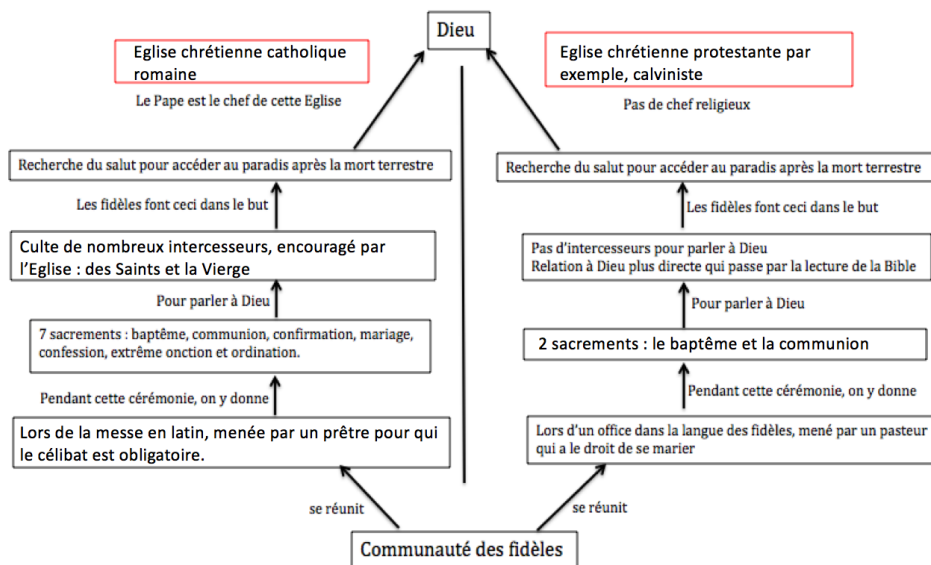 Dieu
Eglise chrétienne catholique
romaine
Le Pape est le chef de cette Eglise
Recherche du salut pour accéder au paradis après la mort terrestre
Les fidèles font ceci dans le but
Culte de nombreux intercesseurs, encouragé par
l'Eglise : des Saints et la Vierge
Pour parler à Dieu
7 sacrements : baptême, communion, confirmation, mariage,
confession, extrême onction et ordination.
Pendant cette cérémonie, on y donne
Lors de la messe en latin, menée par un prêtre pour qui
le célibat est obligatoire.
se réunit
Eglise chrétienne protestante par
exemple, calviniste
Pas de chef religieux
Recherche du salut pour accéder au paradis après la mort terrestre
Les fidèles font ceci dans le but
Pas d'intercesseurs pour parler à Dieu
Relation à Dieu plus directe qui passe par la lecture de la Bible
Pour parler à Dieu
2 sacrements : le baptême et la communion
Pendant cette cérémonie, on y donne
Lors d'un office dans la langue des fidèles, mené par un pasteur
qui a le droit de se marier
se réunit
Communauté des fidèles